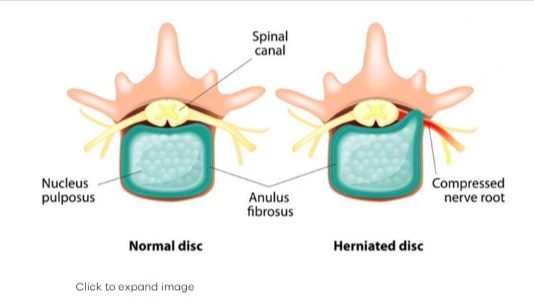 Spinal
canal
Nucleus
pulposus
Anulus
fibrosus
Compressed
nerve root
Normal disc
Herniated disc
Click to expand image